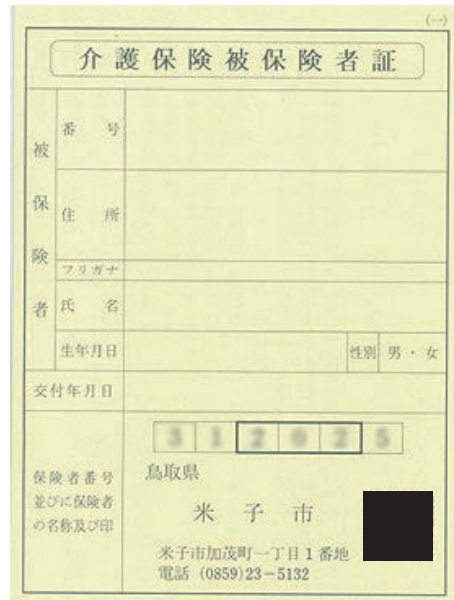 (一)
介護保険被保険者証
被保険者
番号
住所
フリガナ
氏名
生年月日
性別 男・女
交付年月日
保険者番号
並びに保険者
の名称及び印
312025
鳥取県
米子市
米子市加茂町一丁目1番地
電話 (0859)23-5132